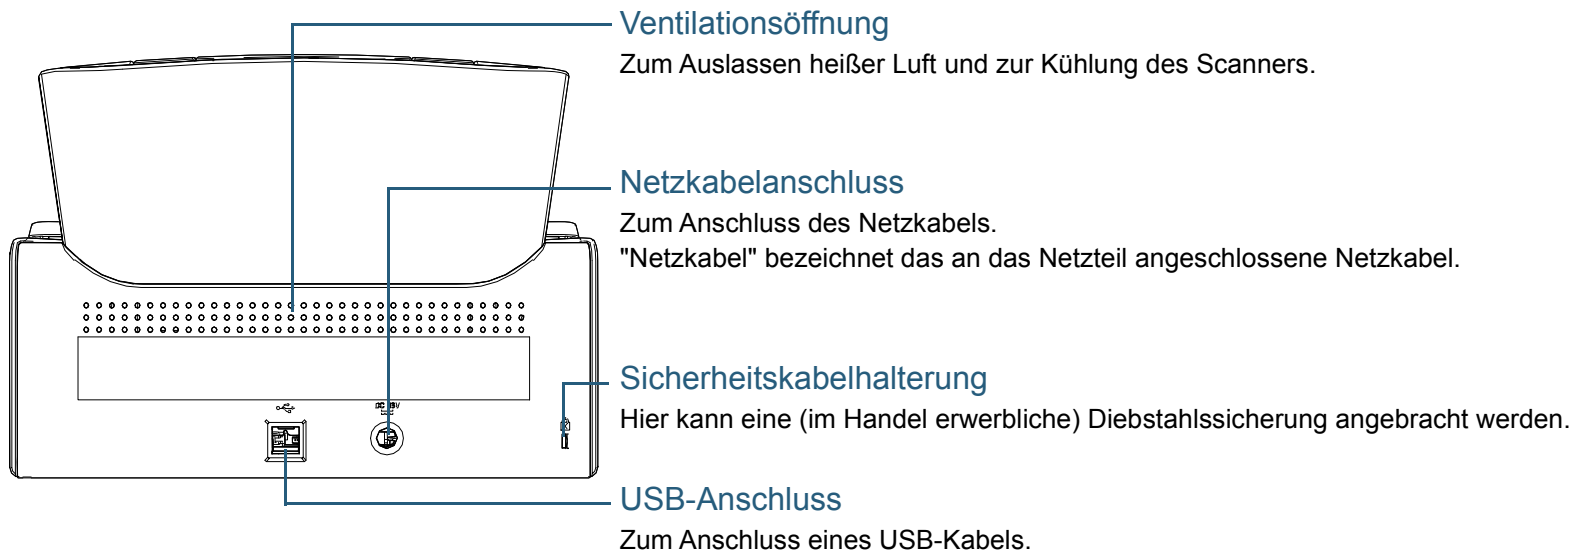 Ventilationsöffnung
Zum Auslassen heißer Luft und zur Kühlung des Scanners.
Netzkabelanschluss
Zum Anschluss des Netzkabels.
"Netzkabel" bezeichnet das an das Netzteil angeschlossene Netzkabel.
Sicherheitskabelhalterung
Hier kann eine (im Handel erwerbliche) Diebstahlssicherung angebracht werden.
USB-Anschluss
Zum Anschluss eines USB-Kabels.